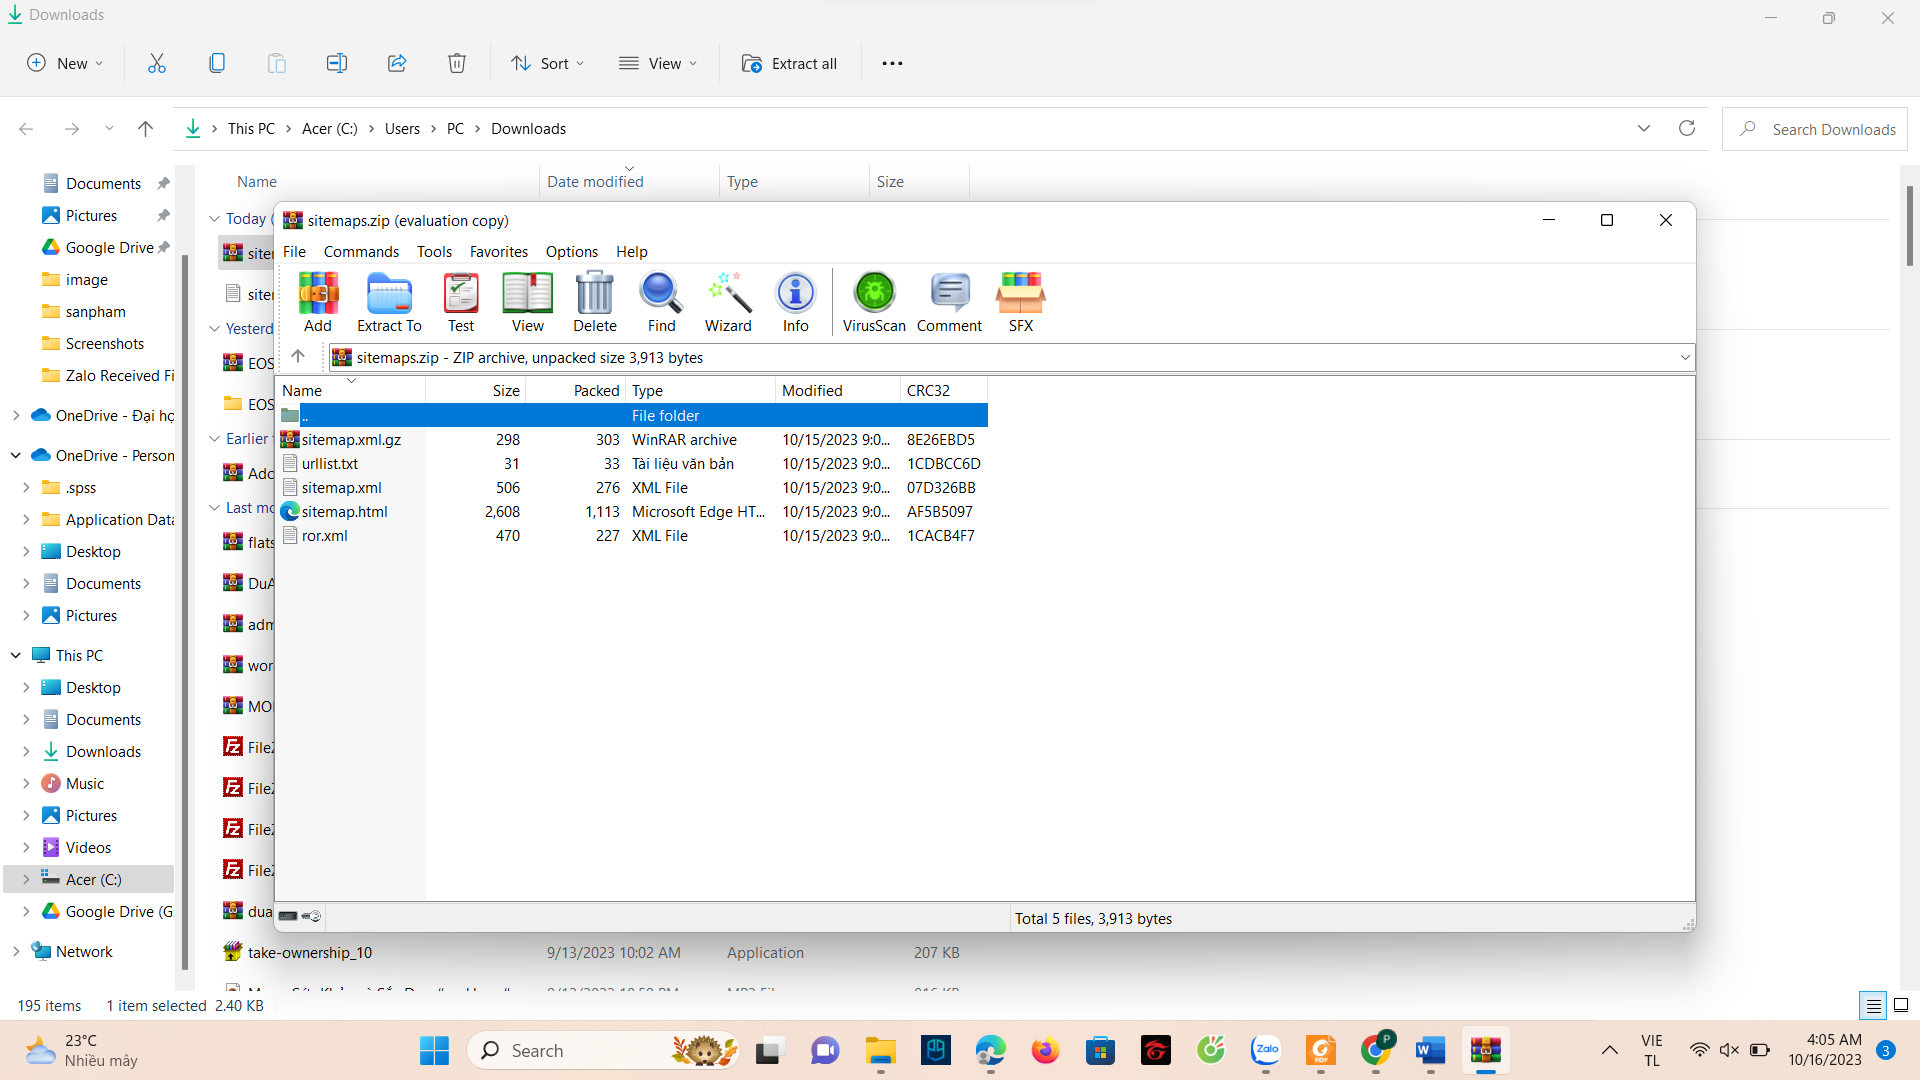 Downloads
New
Sort
View
Extract all
This PC
Acer (C:)
Users
PC
Downloads
Search Downloads
Name
Date modified
Type
Size
Documents
Pictures
Google Drive
image
sanpham
Screenshots
Zalo Received Fi
OneDrive - Đại họ
OneDrive - Person
.spss
Application Data
Desktop
Documents
Pictures
This PC
Desktop
Documents
Downloads
Music
Pictures
Videos
Acer (C:)
Google Drive (G
Network
Today (
site
site
Yesterd
EOS
EOS
Earlier
Ado
Last mo
flats
DuA
adm
wor
MO
File
File
File
File
dua
take-ownership_10
9/13/2023 10:02 AM
Application
207 KB
sitemaps.zip (evaluation copy)
File
Commands
Tools
Favorites
Options
Help
Add
Extract To
Test
View
Delete
Find
Wizard
Info
VirusScan
Comment
SFX
sitemaps.zip - ZIP archive, unpacked size 3,913 bytes
Name Size Packed Type Modified CRC32
.. File folder
sitemap.xml.gz 298 303 WinRAR archive 10/15/2023 9:0... 8E26EBD5
urllist.txt 31 33 Tài liệu văn bản 10/15/2023 9:0... 1CDBCC6D
sitemap.xml 506 276 XML File 10/15/2023 9:0... 07D326BB
sitemap.html 2,608 1,113 Microsoft Edge HT... 10/15/2023 9:0... AF5B5097
ror.xml 470 227 XML File 10/15/2023 9:0... 1CACB4F7
Total 5 files, 3,913 bytes
195 items
1 item selected 2.40 KB
23°C
Nhiều mây
Search
Zalo
PDF
P
W
VIE
TL
4:05 AM
10/16/2023
3